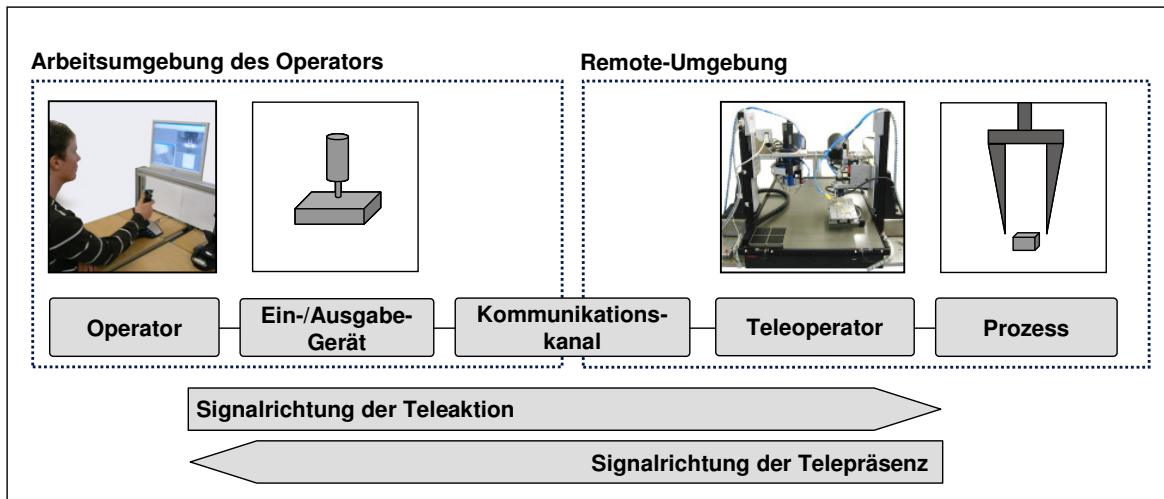 Arbeitsumgebung des Operators
Remote-Umgebung
Operator
Ein-/Ausgabe-
Gerät
Kommunikations-
kanal
Teleoperator
Prozess
Signalrichtung der Teleaktion
Signalrichtung der Telepräsenz